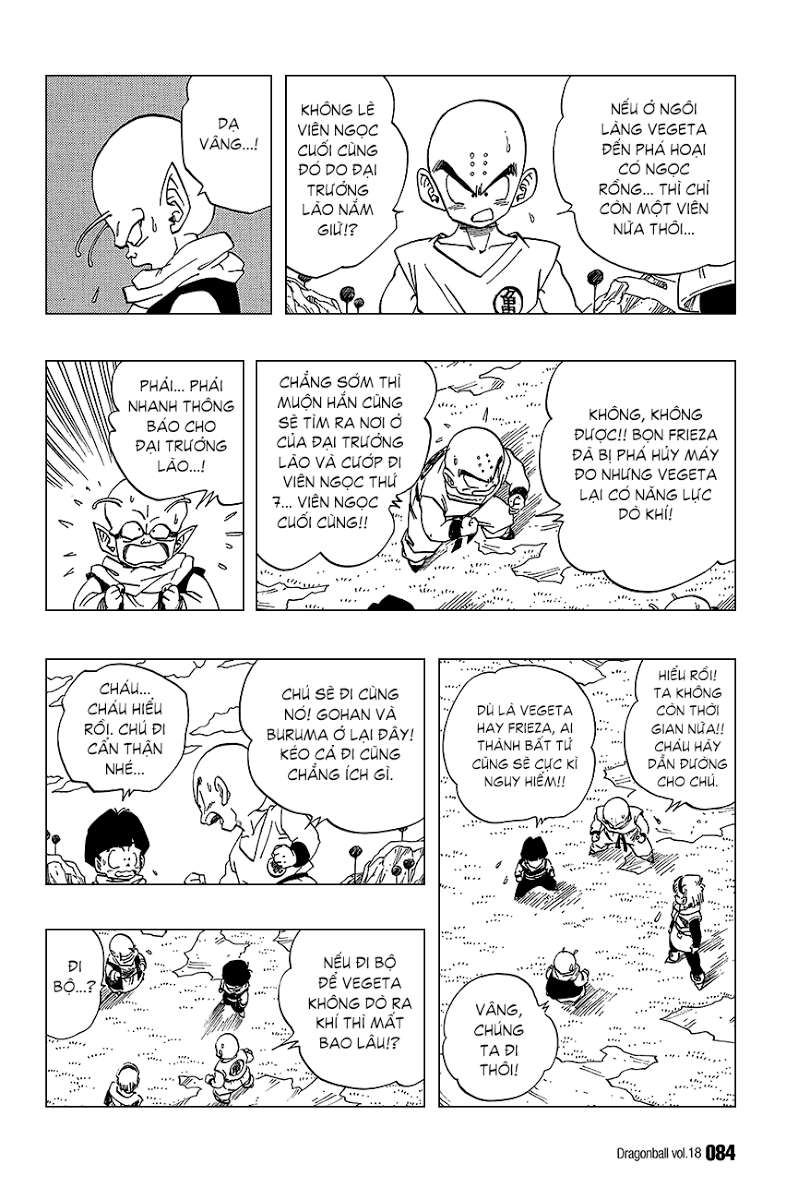 NẾU Ở NGÔI
LÀNG VEGETA
ĐẾN PHÁ HOẠI
CÓ NGỌC
RỒNG... THÌ CHỈ
CÒN MỘT VIÊN
NỮA THÔI...
KHÔNG LẼ
VIÊN NGỌC
CUỐI CÙNG
ĐÓ DO ĐẠI
TRƯỞNG
LÃO NẮM
GIỮ!?
DẠ
VÂNG...!
KHÔNG, KHÔNG
ĐƯỢC!! BỌN FRIEZA
ĐÃ BỊ PHÁ HỦY MÁY
ĐO NHƯNG VEGETA
LẠI CÓ NĂNG LỰC
DÒ KHÍ!
CHẲNG SỚM THÌ
MUỘN HẮN CŨNG
SẼ TÌM RA NƠI Ở
CỦA ĐẠI TRƯỞNG
LÃO VÀ CƯỚP ĐI
VIÊN NGỌC THỨ
7... VIÊN NGỌC
CUỐI CÙNG!!
PHẢI... PHẢI
NHANH THÔNG
BÁO CHO
ĐẠI TRƯỞNG
LÃO...!
HIỂU RỒI!
TA KHÔNG
CÒN THỜI
GIAN NỮA!!
CHÁU HÃY
DẪN ĐƯỜNG
CHO CHÚ.
DÙ LÀ VEGETA
HAY FRIEZA, AI
THÀNH BẤT TỬ
CŨNG SẼ CỰC KÌ
NGUY HIỂM!!
VÂNG,
CHÚNG
TA ĐI
THÔI!
CHÚ SẼ ĐI CÙNG
NÓ! GOHAN VÀ
BURUMA Ở LẠI ĐÂY!
KÉO CẢ ĐI CŨNG
CHẲNG ÍCH GÌ.
CHÁU...
CHÁU HIỂU
RỒI. CHÚ ĐI
CẨN THẬN
NHÉ...
NẾU ĐI BỘ
ĐỂ VEGETA
KHÔNG DÒ RA
KHÍ THÌ MẤT
BAO LÂU!?
ĐI
BỘ...?
Dragonball vol.18 084